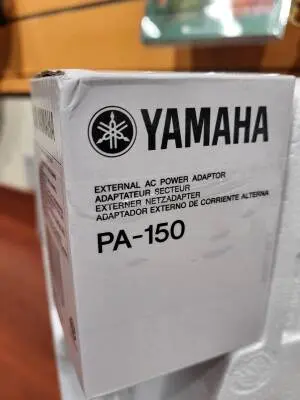 YAMAHA
EXTERNAL AC POWER ADAPTOR
ADAPTATEUR SECTEUR
EXTERNER NETZADAPTER
ADAPTADOR EXTERNO DE CORRIENTE ALTERNA
PA-150